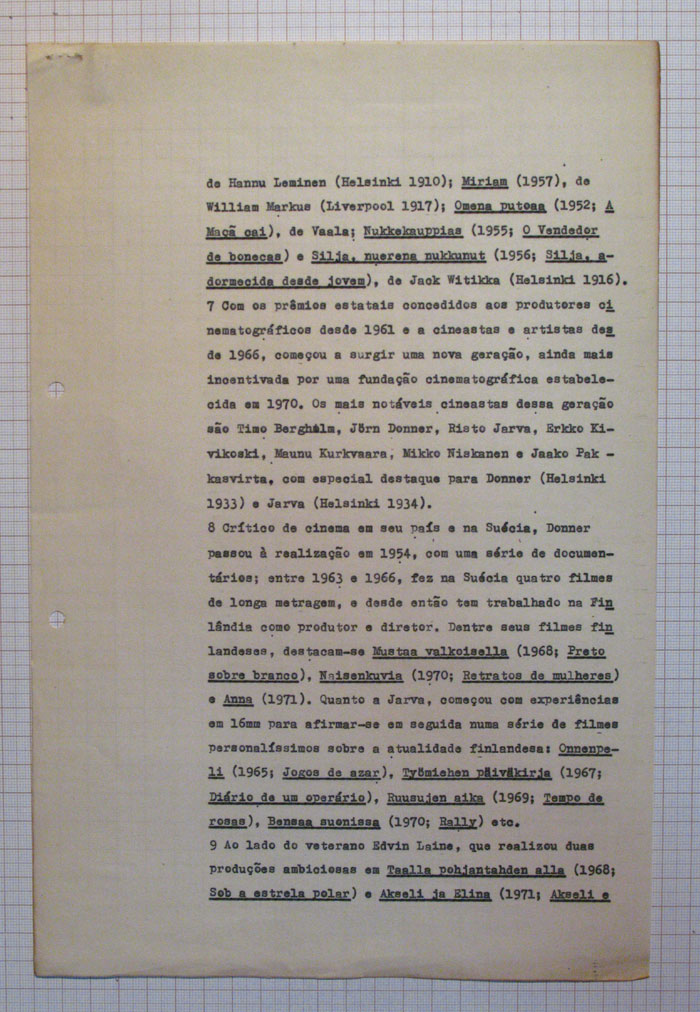 de Hannu Leminen (Helsinki 1910); Miriam (1957), de
William Markus (Liverpool 1917); Omena putoaa (1952; A
Maçã cai), de Vaala; Nukkekauppias (1955; O Vendedor
de bonecas) e Silja, nuerena nukkunut (1956; Silja, a-
dormecida desde jovem), de Jack Witikka (Helsinki 1916).
7 Com os prêmios estatais concedidos aos produtores ci
nematográficos desde 1961 e a cineastas e artistas des
de 1966, começou a surgir uma nova geração, ainda mais
incentivada por uma fundação cinematográfica estabele-
cida em 1970. Os mais notáveis cineastas dessa geração
são Timo Bergholm, Jörn Donner, Risto Jarva, Erkko Ki-
vikoski, Maunu Kurkvaara, Mikko Niskanen e Jaako Pak -
kasvirta, com especial destaque para Donner (Helsinki
1933) e Jarva (Helsinki 1934).
8 Crítico de cinema em seu país e na Suécia, Donner
passou à realização em 1954, com uma série de documen-
tários; entre 1963 e 1966, fez na Suécia quatro filmes
de longa metragem, e desde então tem trabalhado na Fin
lândia como produtor e diretor. Dentre seus filmes fin
landeses, destacam-se Mustaa valkoisella (1968; Preto
sobre branco), Naisenkuvia (1970; Retratos de mulheres)
e Anna (1971). Quanto a Jarva, começou com experiências
em 16mm para afirmar-se em seguida numa série de filmes
personalíssimos sobre a atualidade finlandesa: Onnenpe-
li (1965; Jogos de azar), Työmiehen päiväkirja (1967;
Diário de um operário), Ruusujen aika (1969; Tempo de
rosas), Bensaa suonissa (1970; Rally) etc.
9 Ao lado do veterano Edvin Laine, que realizou duas
produções ambiciosas em Taalla pohjantahden alla (1968;
Sob a estrela polar) e Akseli ja Elina (1971; Akseli e